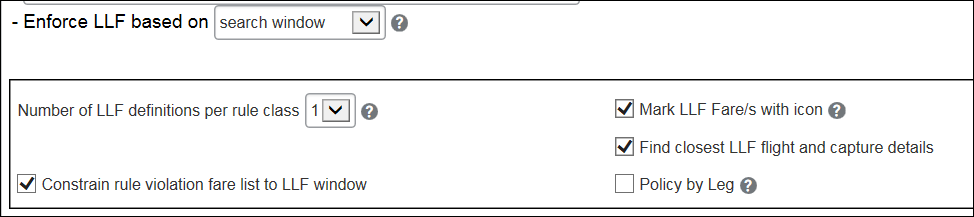 - Enforce LLF based on search window ?
Number of LLF definitions per rule class 1 ? Mark LLF Fare/s with icon ?
Find closest LLF flight and capture details
Constrain rule violation fare list to LLF window Policy by Leg ?